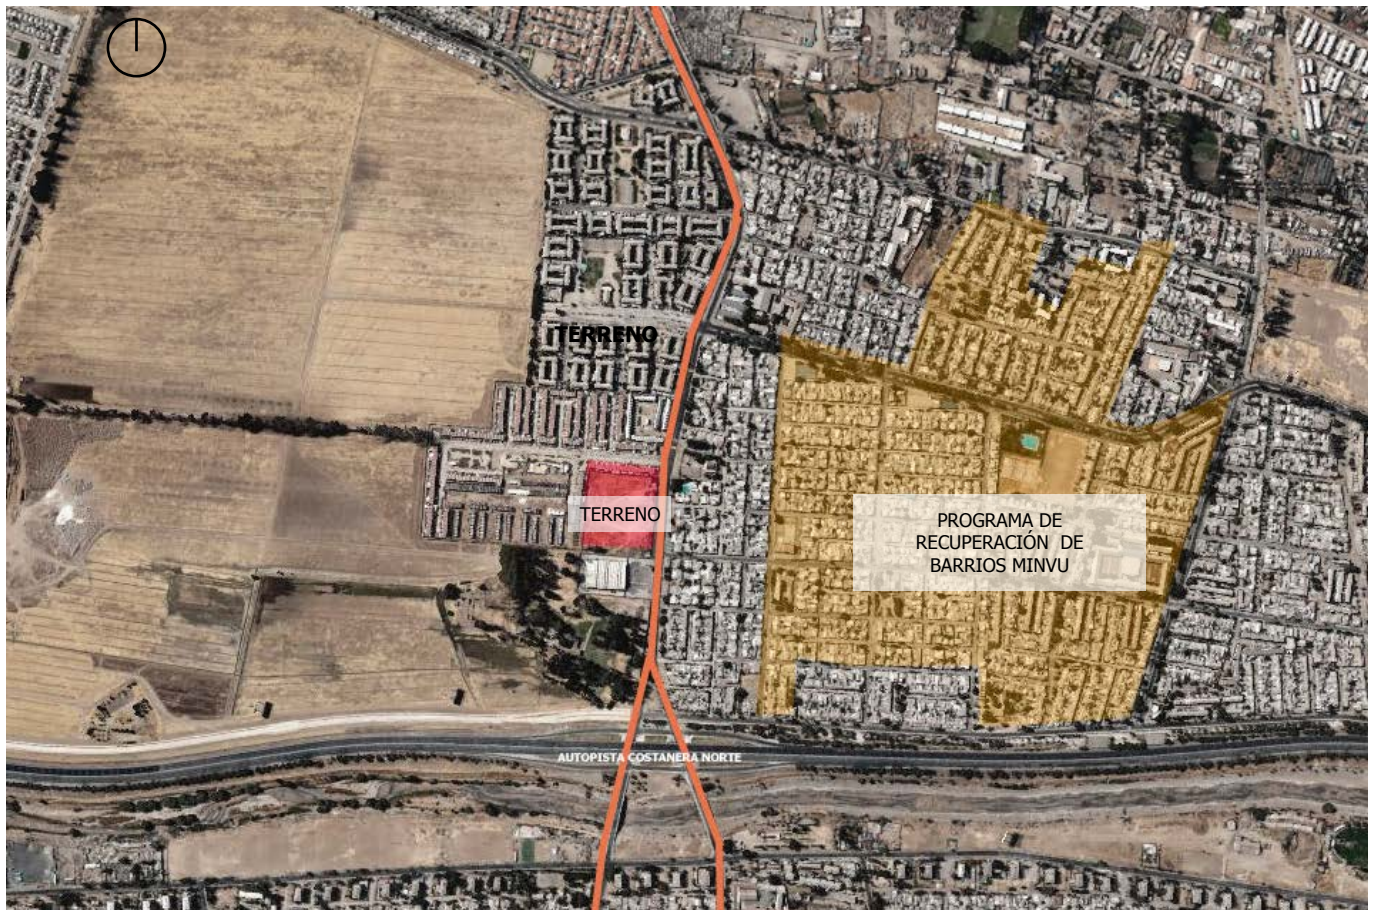 TERRENO
TERRENO
PROGRAMA DE
RECUPERACIÓN DE
BARRIOS MINVU
AUTOPISTA COSTANERA NORTE